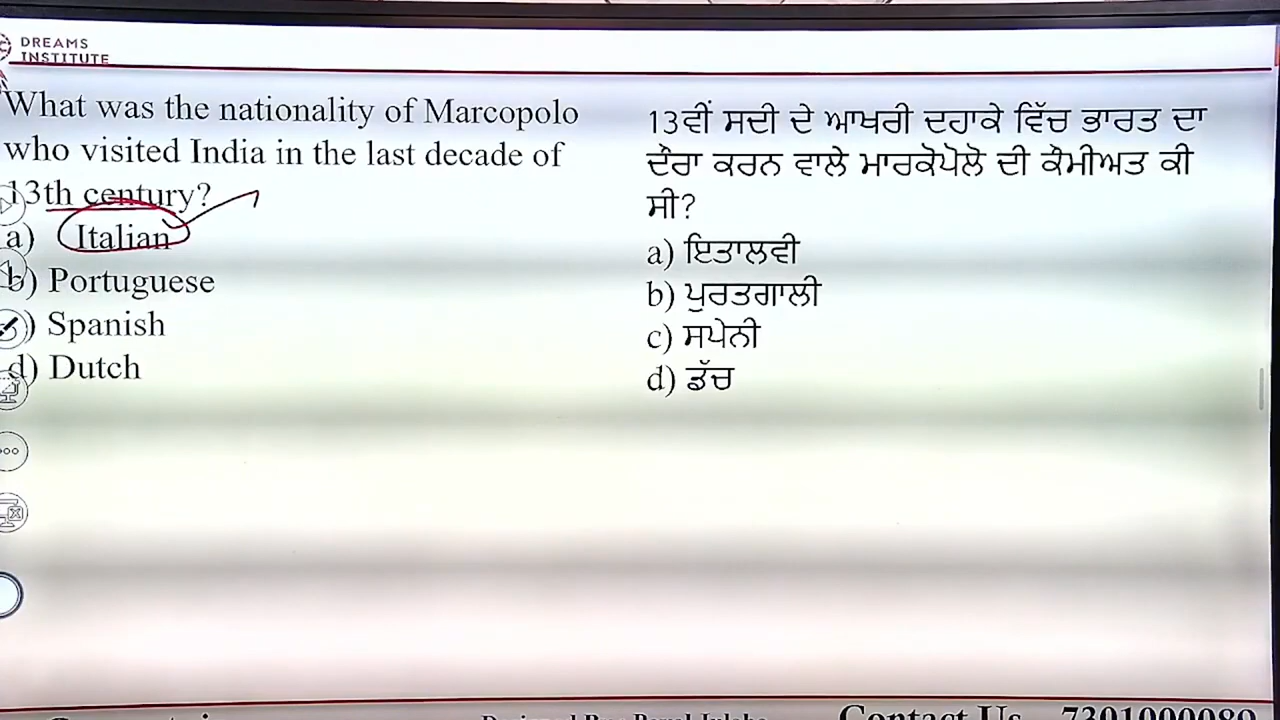 DREAMS
INSTITUTE
What was the nationality of Marcopolo
who visited India in the last decade of
13th century?
a) Italian
b) Portuguese
) Spanish
d) Dutch
13ਵੀਂ ਸਦੀ ਦੇ ਆਖਰੀ ਦਹਾਕੇ ਵਿੱਚ ਭਾਰਤ ਦਾ
ਦੌਰਾ ਕਰਨ ਵਾਲੇ ਮਾਰਕੋਪੋਲੋ ਦੀ ਕੌਮੀਅਤ ਕੀ
ਸੀ?
a) ਇਤਾਲਵੀ
b) ਪੁਰਤਗਾਲੀ
c) ਸਪੇਨੀ
d) ਡੱਚ
Contact Us 7301000080